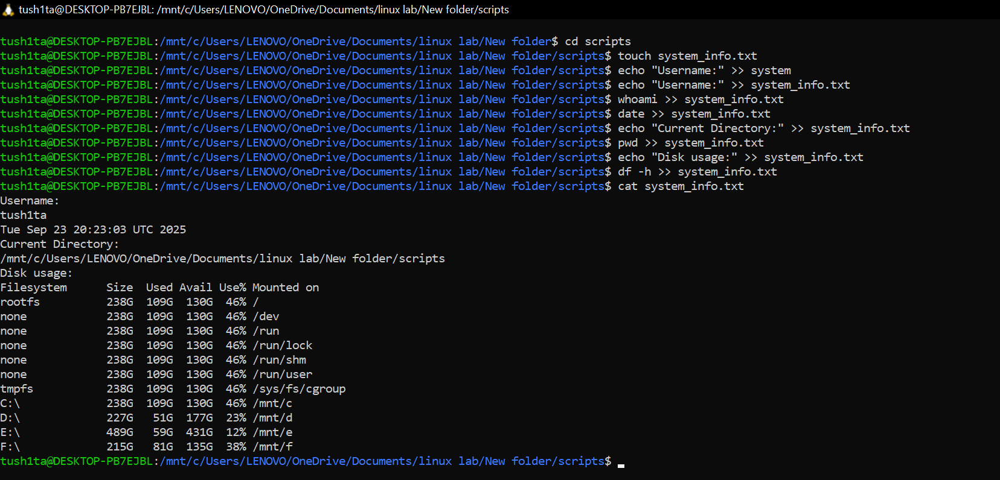 tush1ta@DESKTOP-PB7EJBL: /mnt/c/Users/LENOVO/OneDrive/Documents/linux lab/New folder/scripts
tush1ta@DESKTOP-PB7EJBL:/mnt/c/Users/LENOVO/OneDrive/Documents/linux lab/New folder$ cd scripts
tush1ta@DESKTOP-PB7EJBL:/mnt/c/Users/LENOVO/OneDrive/Documents/linux lab/New folder/scripts$ touch system_info.txt
tush1ta@DESKTOP-PB7EJBL:/mnt/c/Users/LENOVO/OneDrive/Documents/linux lab/New folder/scripts$ echo "Username:" >> system
tush1ta@DESKTOP-PB7EJBL:/mnt/c/Users/LENOVO/OneDrive/Documents/linux lab/New folder/scripts$ echo "Username:" >> system_info.txt
tush1ta@DESKTOP-PB7EJBL:/mnt/c/Users/LENOVO/OneDrive/Documents/linux lab/New folder/scripts$ whoami >> system_info.txt
tush1ta@DESKTOP-PB7EJBL:/mnt/c/Users/LENOVO/OneDrive/Documents/linux lab/New folder/scripts$ date >> system_info.txt
tush1ta@DESKTOP-PB7EJBL:/mnt/c/Users/LENOVO/OneDrive/Documents/linux lab/New folder/scripts$ echo "Current Directory:" >> system_info.txt
tush1ta@DESKTOP-PB7EJBL:/mnt/c/Users/LENOVO/OneDrive/Documents/linux lab/New folder/scripts$ pwd >> system_info.txt
tush1ta@DESKTOP-PB7EJBL:/mnt/c/Users/LENOVO/OneDrive/Documents/linux lab/New folder/scripts$ echo "Disk usage:" >> system_info.txt
tush1ta@DESKTOP-PB7EJBL:/mnt/c/Users/LENOVO/OneDrive/Documents/linux lab/New folder/scripts$ df -h >> system_info.txt
tush1ta@DESKTOP-PB7EJBL:/mnt/c/Users/LENOVO/OneDrive/Documents/linux lab/New folder/scripts$ cat system_info.txt
Username:
tush1ta
Tue Sep 23 20:23:03 UTC 2025
Current Directory:
/mnt/c/Users/LENOVO/OneDrive/Documents/linux lab/New folder/scripts
Disk usage:
Filesystem      Size  Used Avail Use% Mounted on
rootfs          238G  109G  130G  46% /
none            238G  109G  130G  46% /dev
none            238G  109G  130G  46% /run
none            238G  109G  130G  46% /run/lock
none            238G  109G  130G  46% /run/shm
none            238G  109G  130G  46% /run/user
tmpfs           238G  109G  130G  46% /sys/fs/cgroup
C:\             238G  109G  130G  46% /mnt/c
D:\             227G   51G  177G  23% /mnt/d
E:\             489G   59G  431G  12% /mnt/e
F:\             215G   81G  135G  38% /mnt/f
tush1ta@DESKTOP-PB7EJBL:/mnt/c/Users/LENOVO/OneDrive/Documents/linux lab/New folder/scripts$